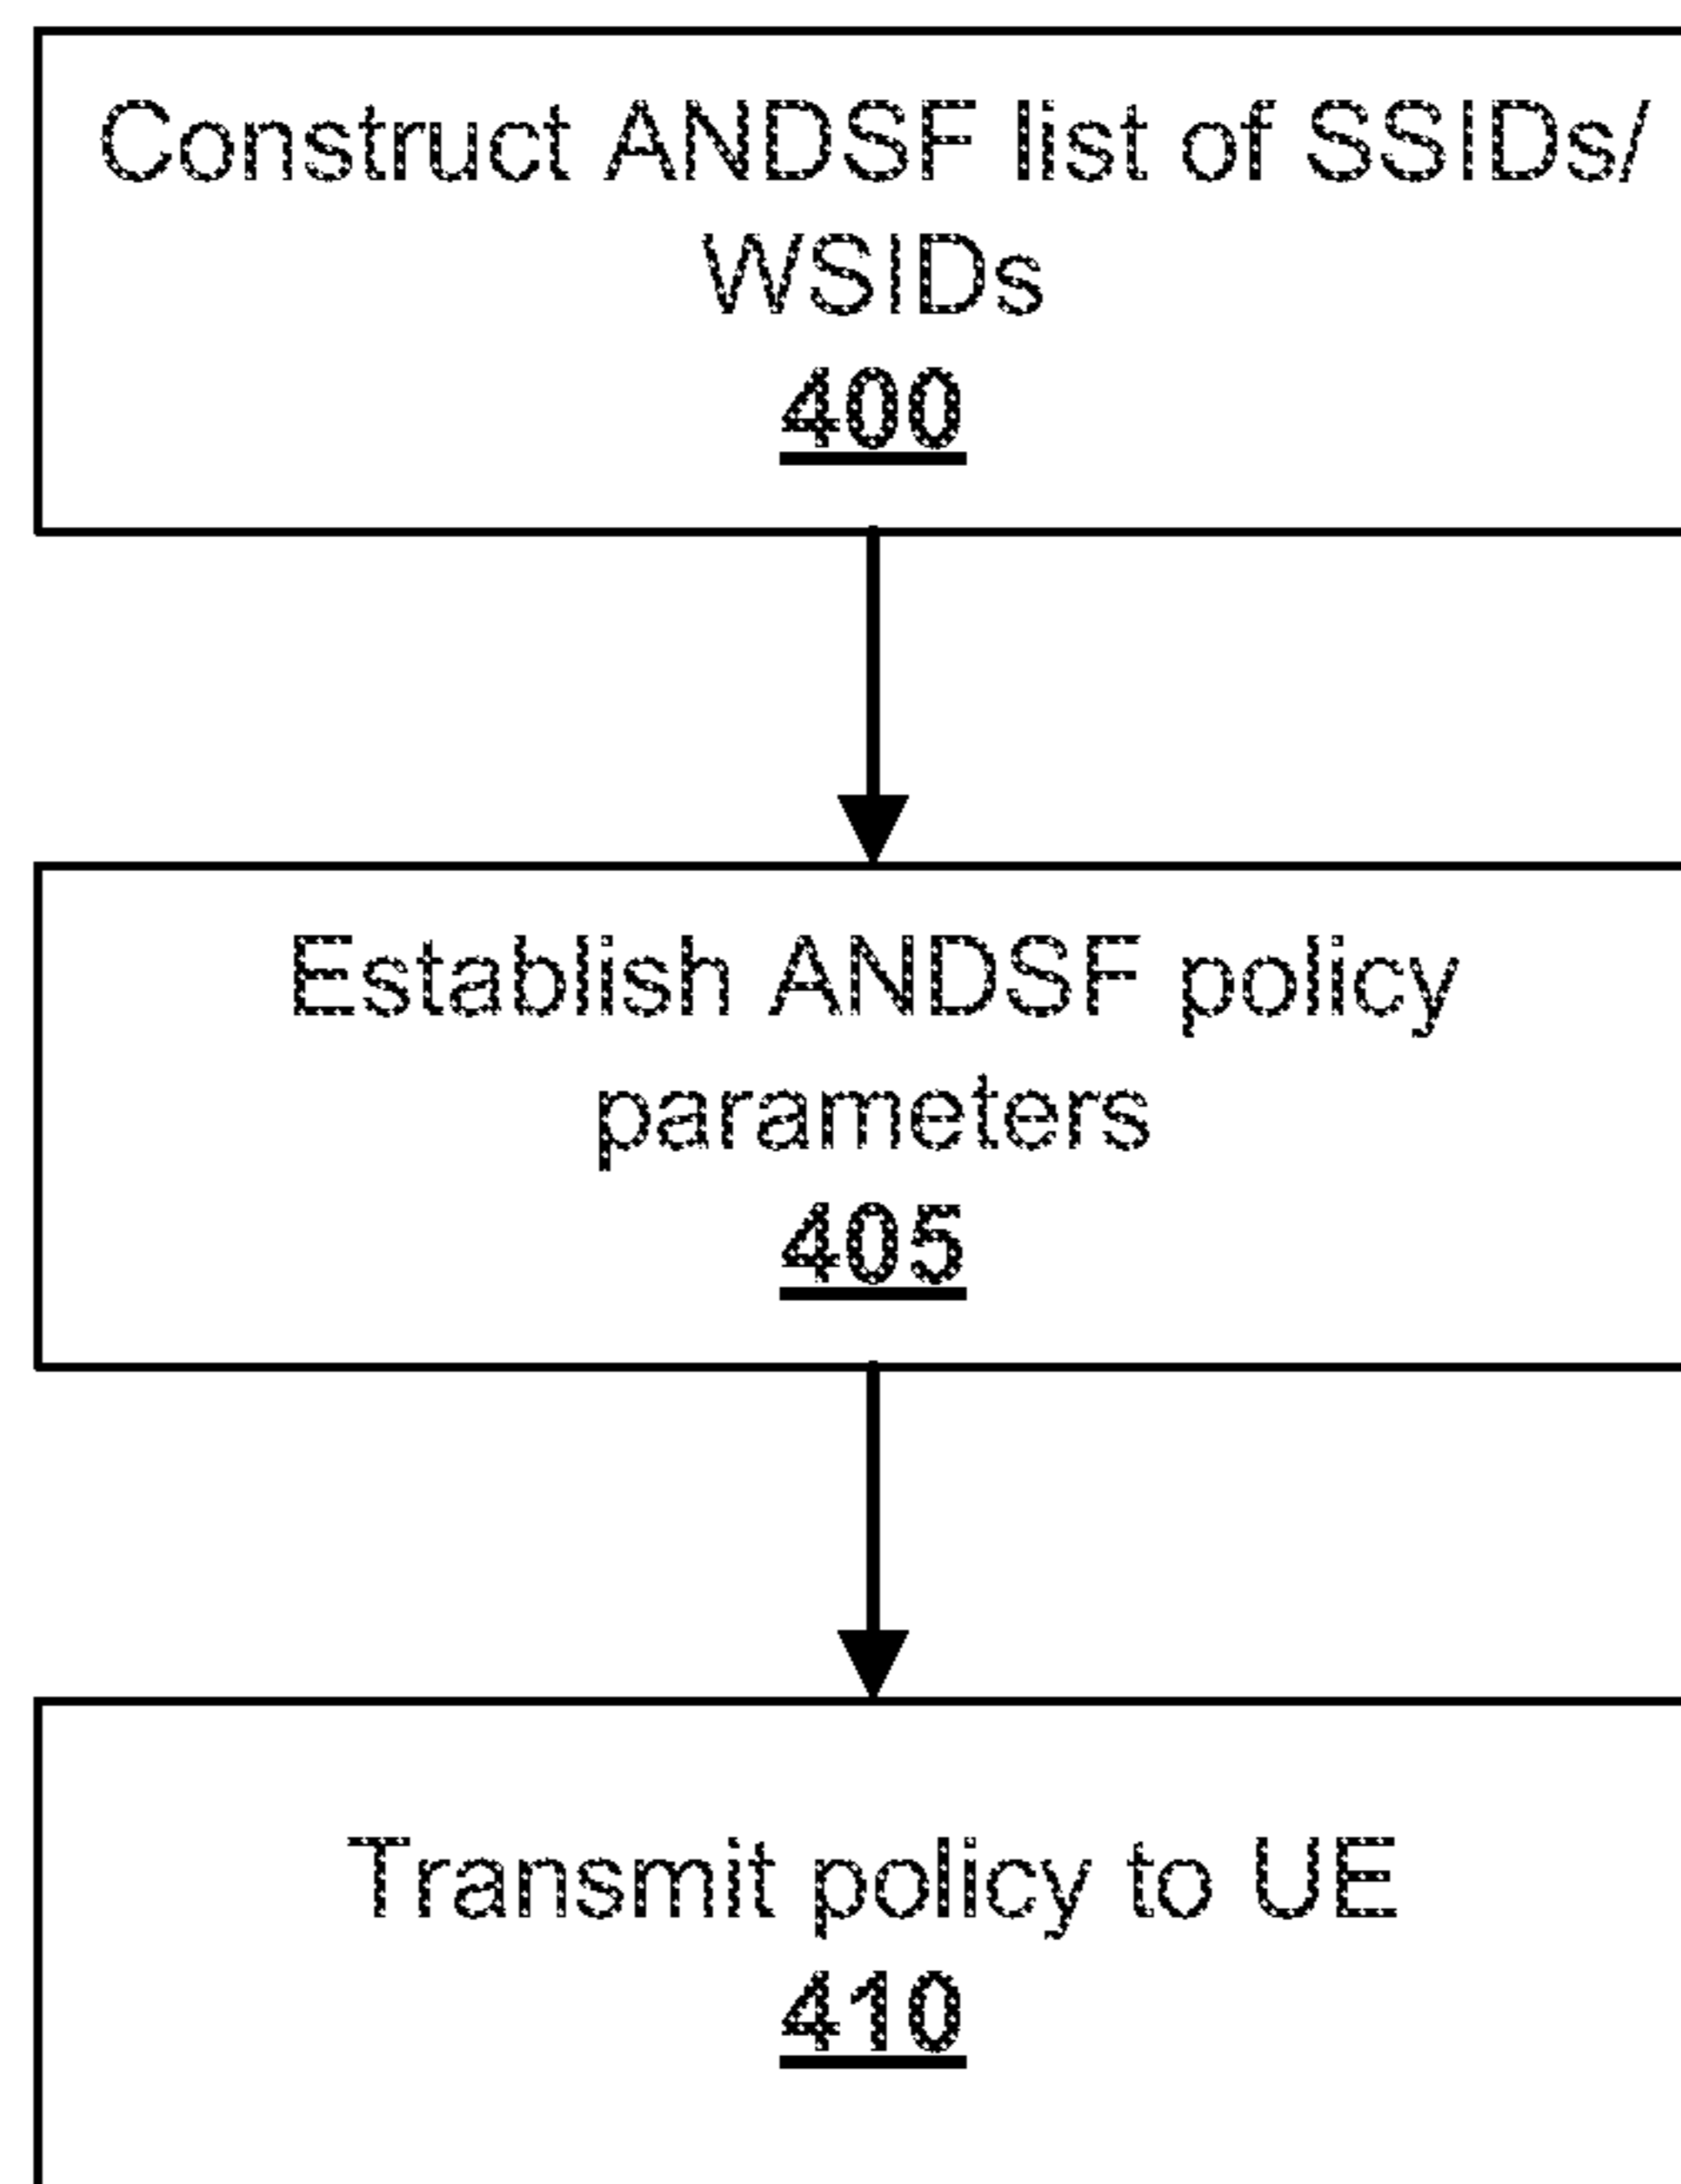 Construct ANDSF list of SSIDs/
WSIDs
400
Establish ANDSF policy
parameters
405
Transmit policy to UE
410